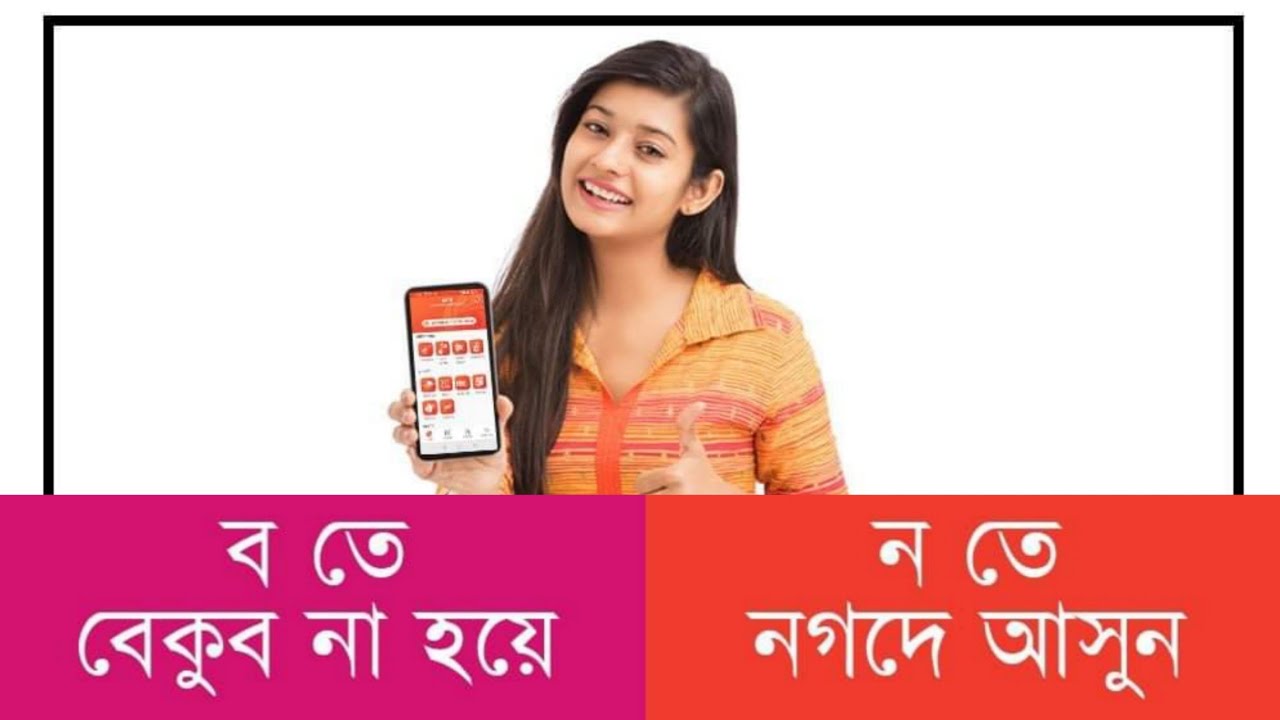 ব তে
বেকুব না হয়ে
ন তে
নগদে আসুন